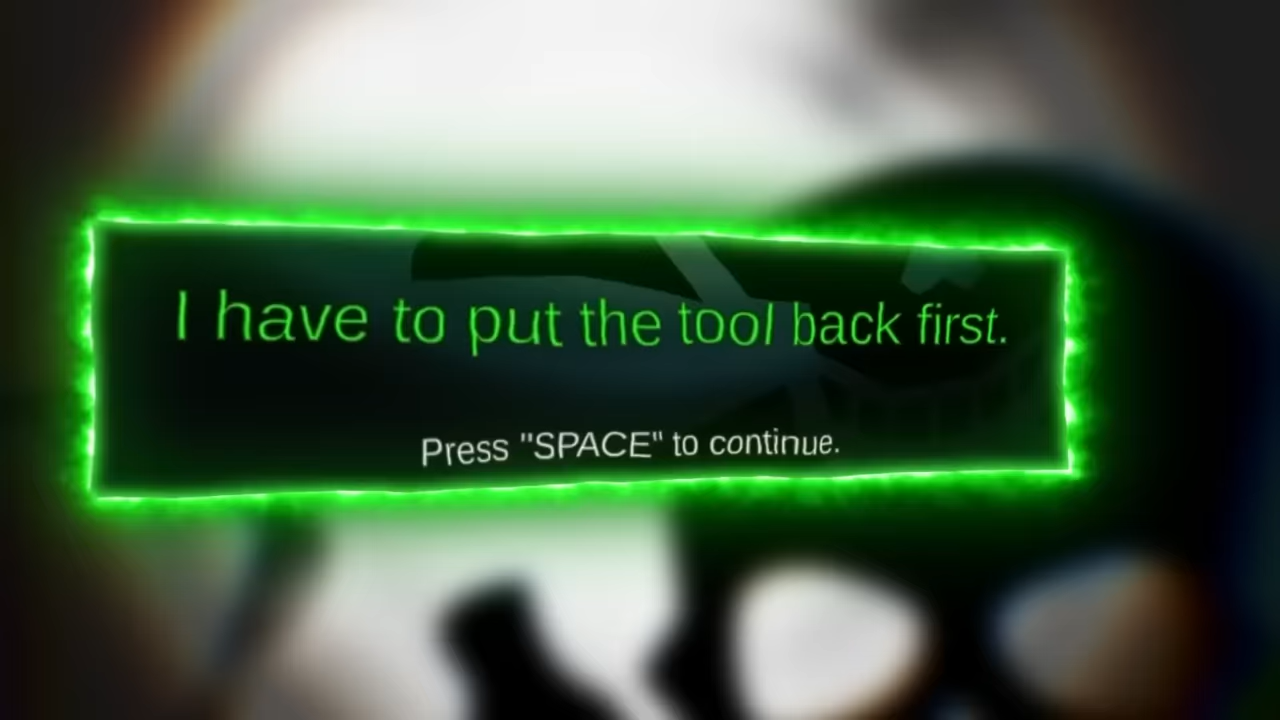 I have to put the tool back first.
Press "SPACE" to continue.